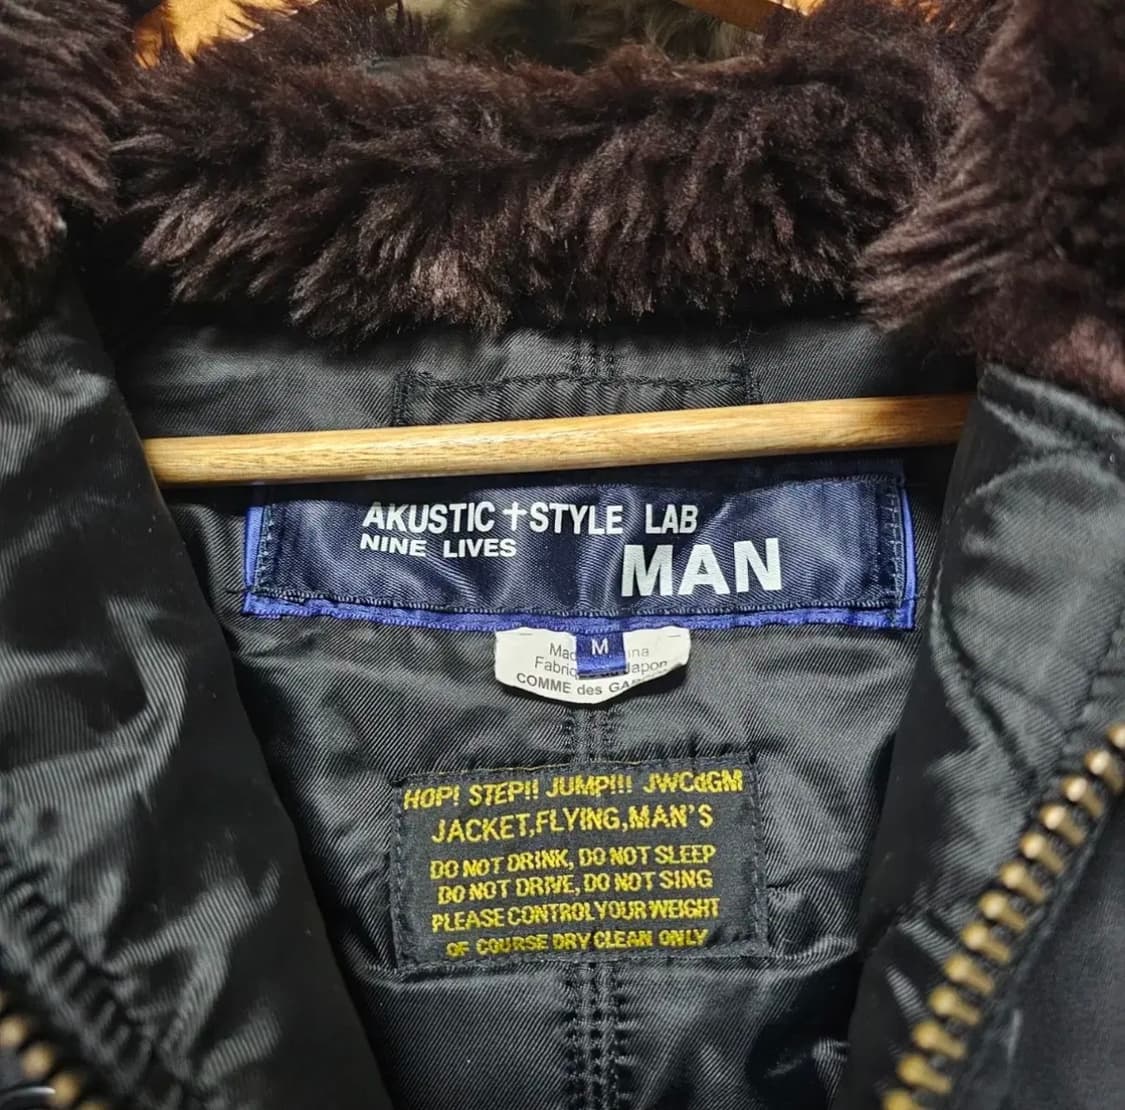 AKUSTIC +STYLE LAB
NINE LIVES
MAN
M
COMME des
HOP! STEP!! JUMP!!! JWCdGM
JACKET,FLYING,MAN'S
DO NOT DRINK, DO NOT SLEEP
DO NOT DRIVE, DO NOT SING
PLEASE CONTROL YOUR WEIGHT
OF COURSE DRY CLEAN ONLY